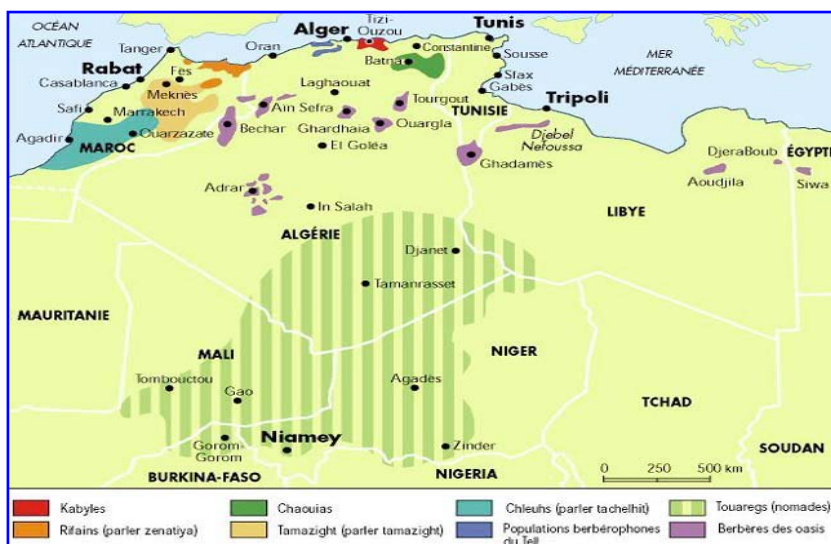 OCÉAN
ATLANTIQUE
Tanger
Rabat
Casablanca
Fès
Meknès
Safi
Marrakech
Agadir
Ouarzazate
MAROC
Oran
Alger
Tizi-
Ouzou
Constantine
Batna
Tunis
Sousse
Sfax
Gabès
TUNISIE
Tripoli
MER
MÉDITERRANÉE
Laghaouat
Aïn Sefra
Bechar
Ghardhaia
Tourgout
Ouargla
El Goléa
Ghadamès
Djebel
Nefoussa
DjeraBoub
ÉGYPTE
Aoudjila
Siwa
Adrar
In Salah
ALGÉRIE
LIBYE
Djanet
Tamanrasset
MAURITANIE
MALI
NIGER
TCHAD
Tombouctou
Gao
Agadès
Gorom-
Gorom
Niamey
Zinder
BURKINA-FASO
NIGERIA
SOUDAN
0 250 500 km
Kabyles
Chaouias
Chleuhs (parler tachelhit)
Touaregs (nomades)
Rifains (parler zenatiya)
Tamazight (parler tamazight)
Populations berbérophones
du Tell
Berbères des oasis